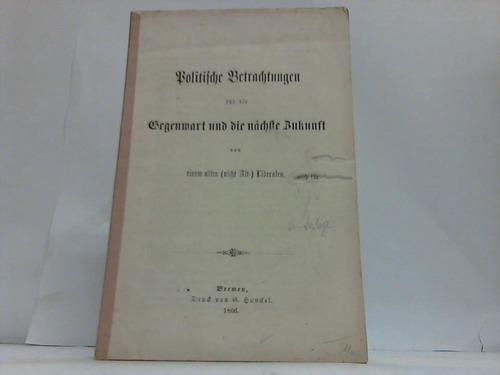 Politische Betrachtungen
für die
Gegenwart und die nächste Zukunft
von
einem alten (nicht Alt-) Liberalen.
Bremen,
Druck von G. Hunckel.
1866.